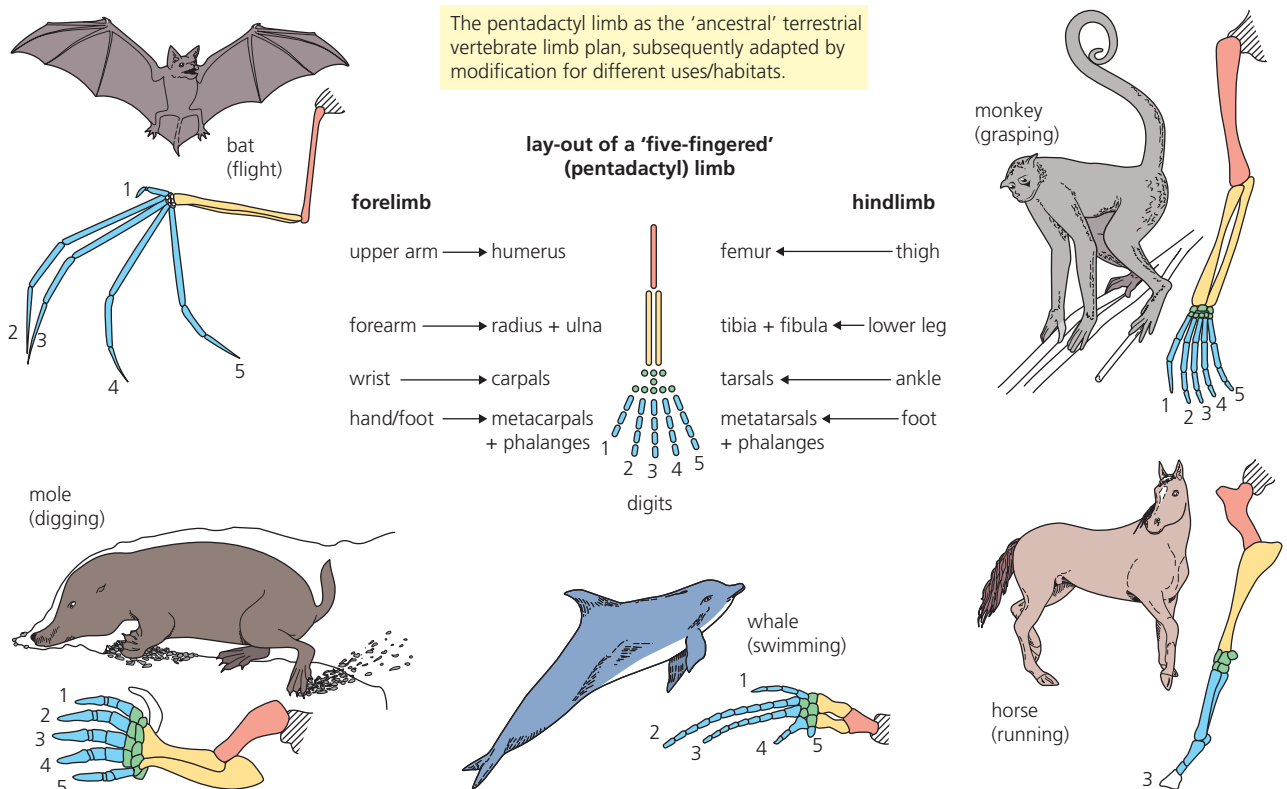 The pentadactyl limb as the ‘ancestral’ terrestrial
vertebrate limb plan, subsequently adapted by
modification for different uses/habitats.
bat
(flight)
1
2
3
4
5
lay-out of a ‘five-fingered’
(pentadactyl) limb
forelimb
hindlimb
upper arm humerus
femur thigh
forearm radius + ulna
tibia + fibula lower leg
wrist carpals
tarsals ankle
hand/foot metacarpals
+ phalanges
metatarsals foot
+ phalanges
1
2
3
4
5
digits
monkey
(grasping)
1
2
3
4
5
mole
(digging)
1
2
3
4
5
whale
(swimming)
1
2
3
4
5
horse
(running)
3